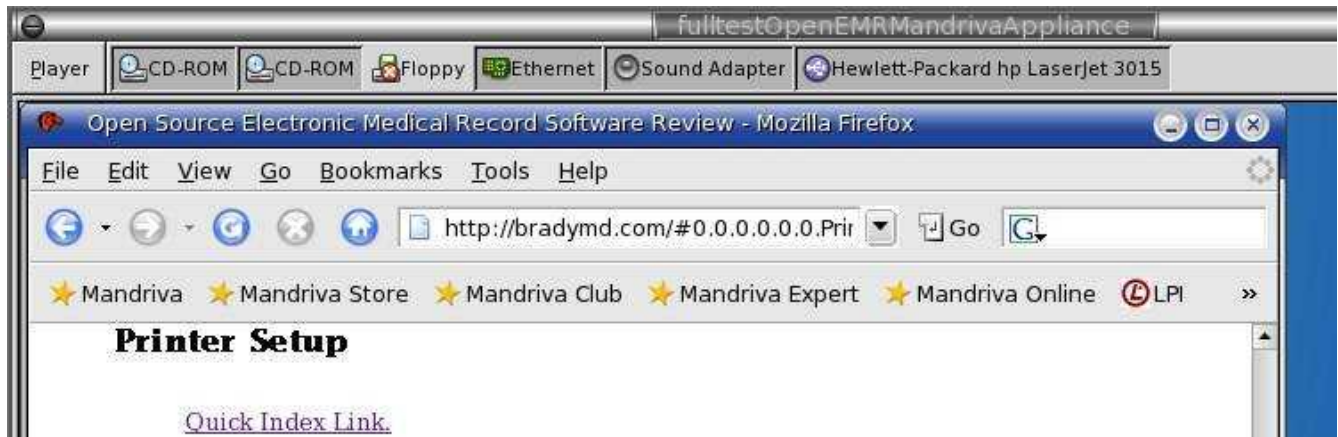 fulltestOpenEMRMandrivaAppliance
Player CD-ROM CD-ROM Floppy Ethernet Sound Adapter Hewlett-Packard hp LaserJet 3015
Open Source Electronic Medical Record Software Review - Mozilla Firefox
File Edit View Go Bookmarks Tools Help
http://bradymd.com/#0.0.0.0.0.0.Prir Go G
Mandriva Mandriva Store Mandriva Club Mandriva Expert Mandriva Online LPI »
Printer Setup
Quick Index Link.